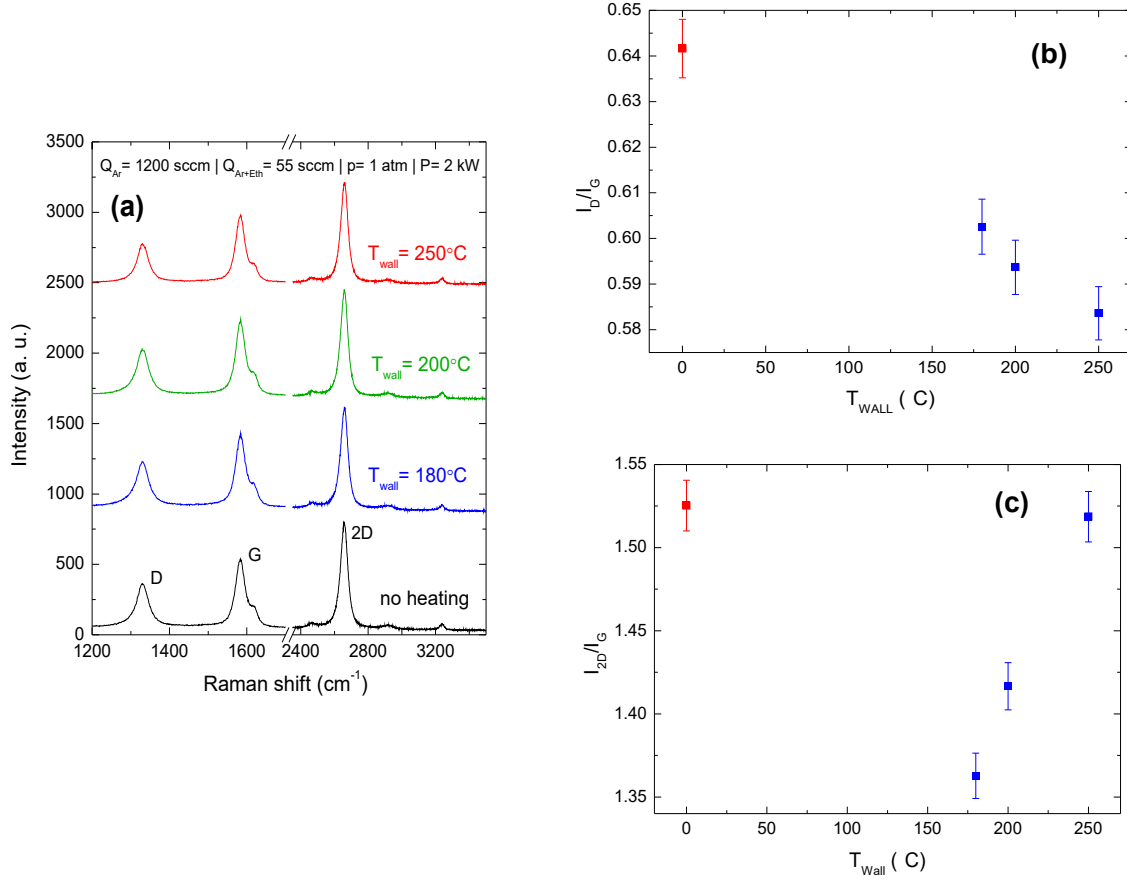 Q_Ar= 1200 sccm | Q_Ar+Eth= 55 sccm | p= 1 atm | P= 2 kW
(a)
3500
3000
2500
2000
1500
1000
500
0
Intensity (a. u.)
T_wall= 250°C
T_wall= 200°C
T_wall= 180°C
no heating
D
G
2D
1200
1400
1600
2400
2800
3200
Raman shift (cm⁻¹)
(b)
0.65
0.64
0.63
0.62
0.61
0.60
0.59
0.58
I_D/I_G
0
50
100
150
200
250
T_WALL ( C)
(c)
1.55
1.50
1.45
1.40
1.35
I_2D/I_G
0
50
100
150
200
250
T_Wall ( C)